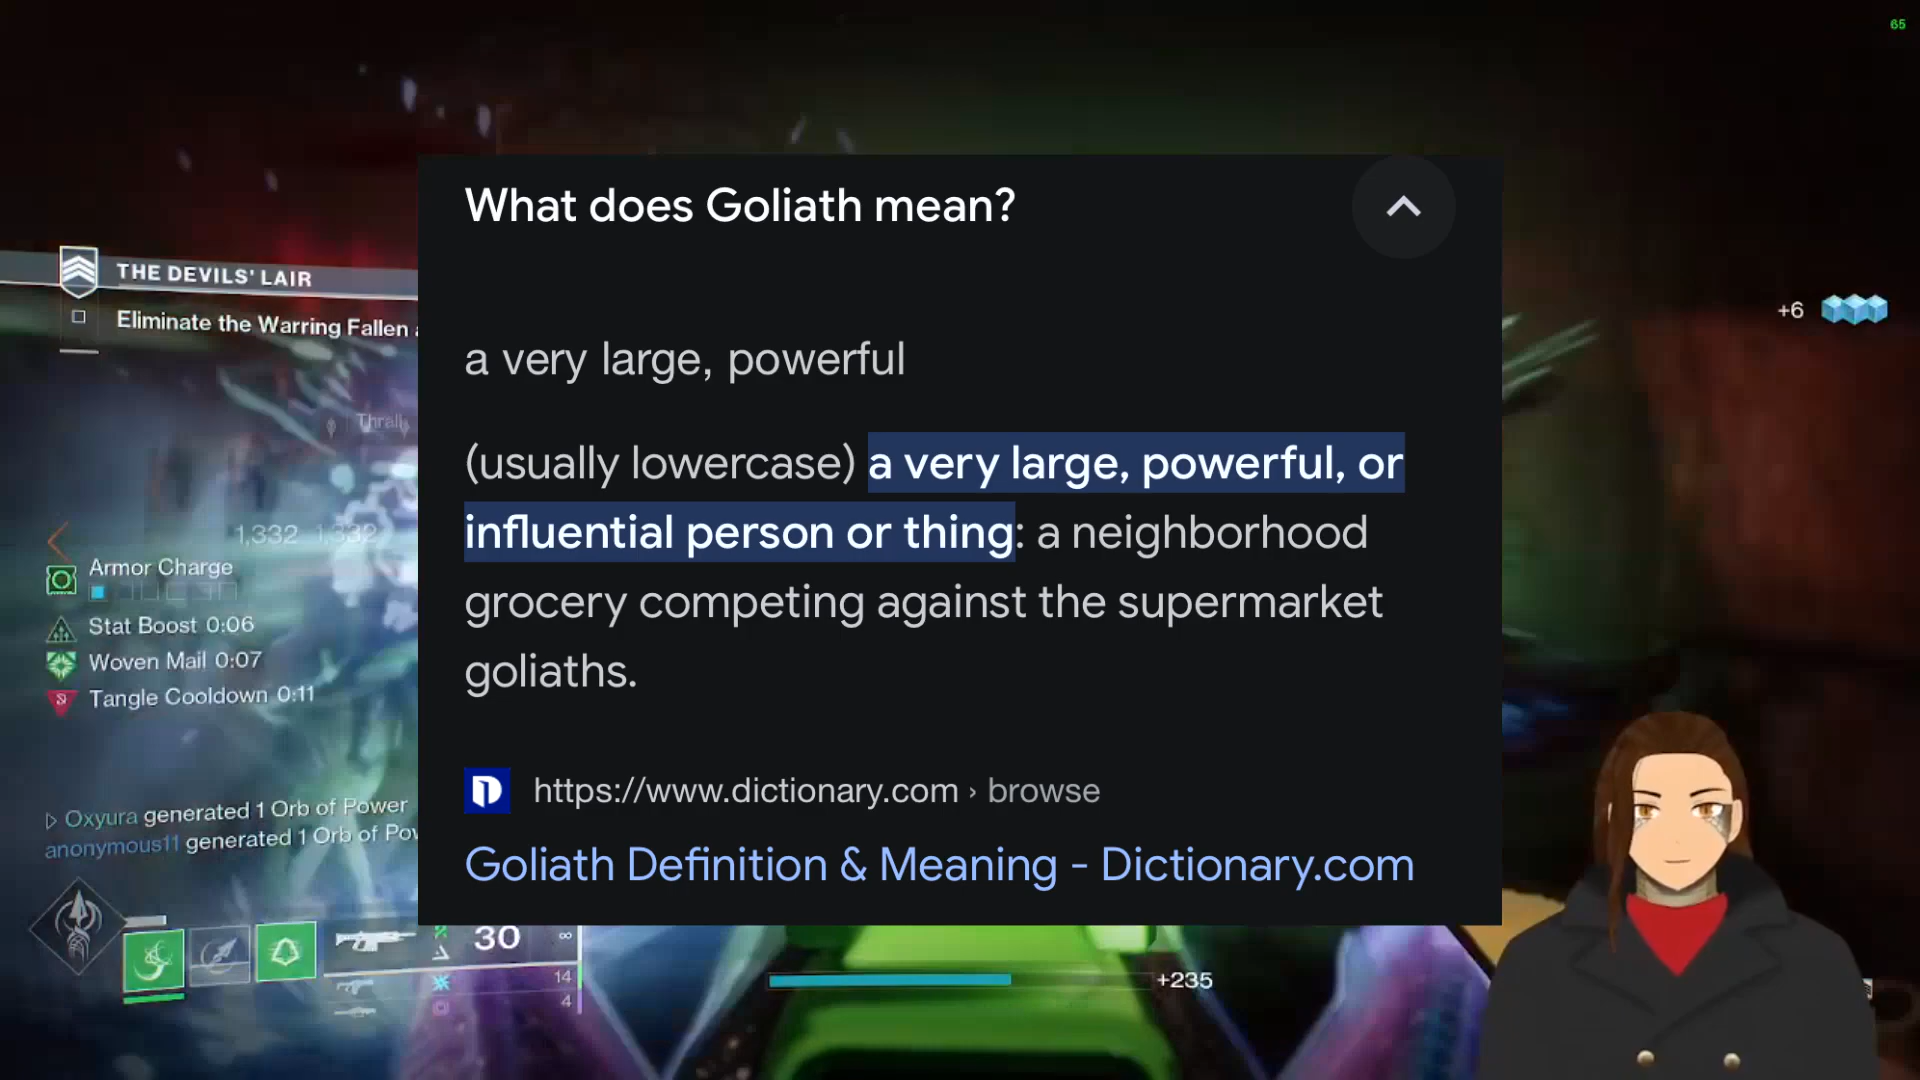 65
What does Goliath mean?
THE DEVILS' LAIR
Eliminate the Warring Fallen
+6
a very large, powerful
Thrall
(usually lowercase) a very large, powerful, or
influential person or thing: a neighborhood
grocery competing against the supermarket
goliaths.
1,332 1,332
Armor Charge
Stat Boost 0:06
Woven Mail 0:07
Tangle Cooldown 0:11
https://www.dictionary.com › browse
Goliath Definition & Meaning - Dictionary.com
Oxyura generated 1 Orb of Power
anonymous11 generated 1 Orb of Pow
30 ∞
14
4
+235